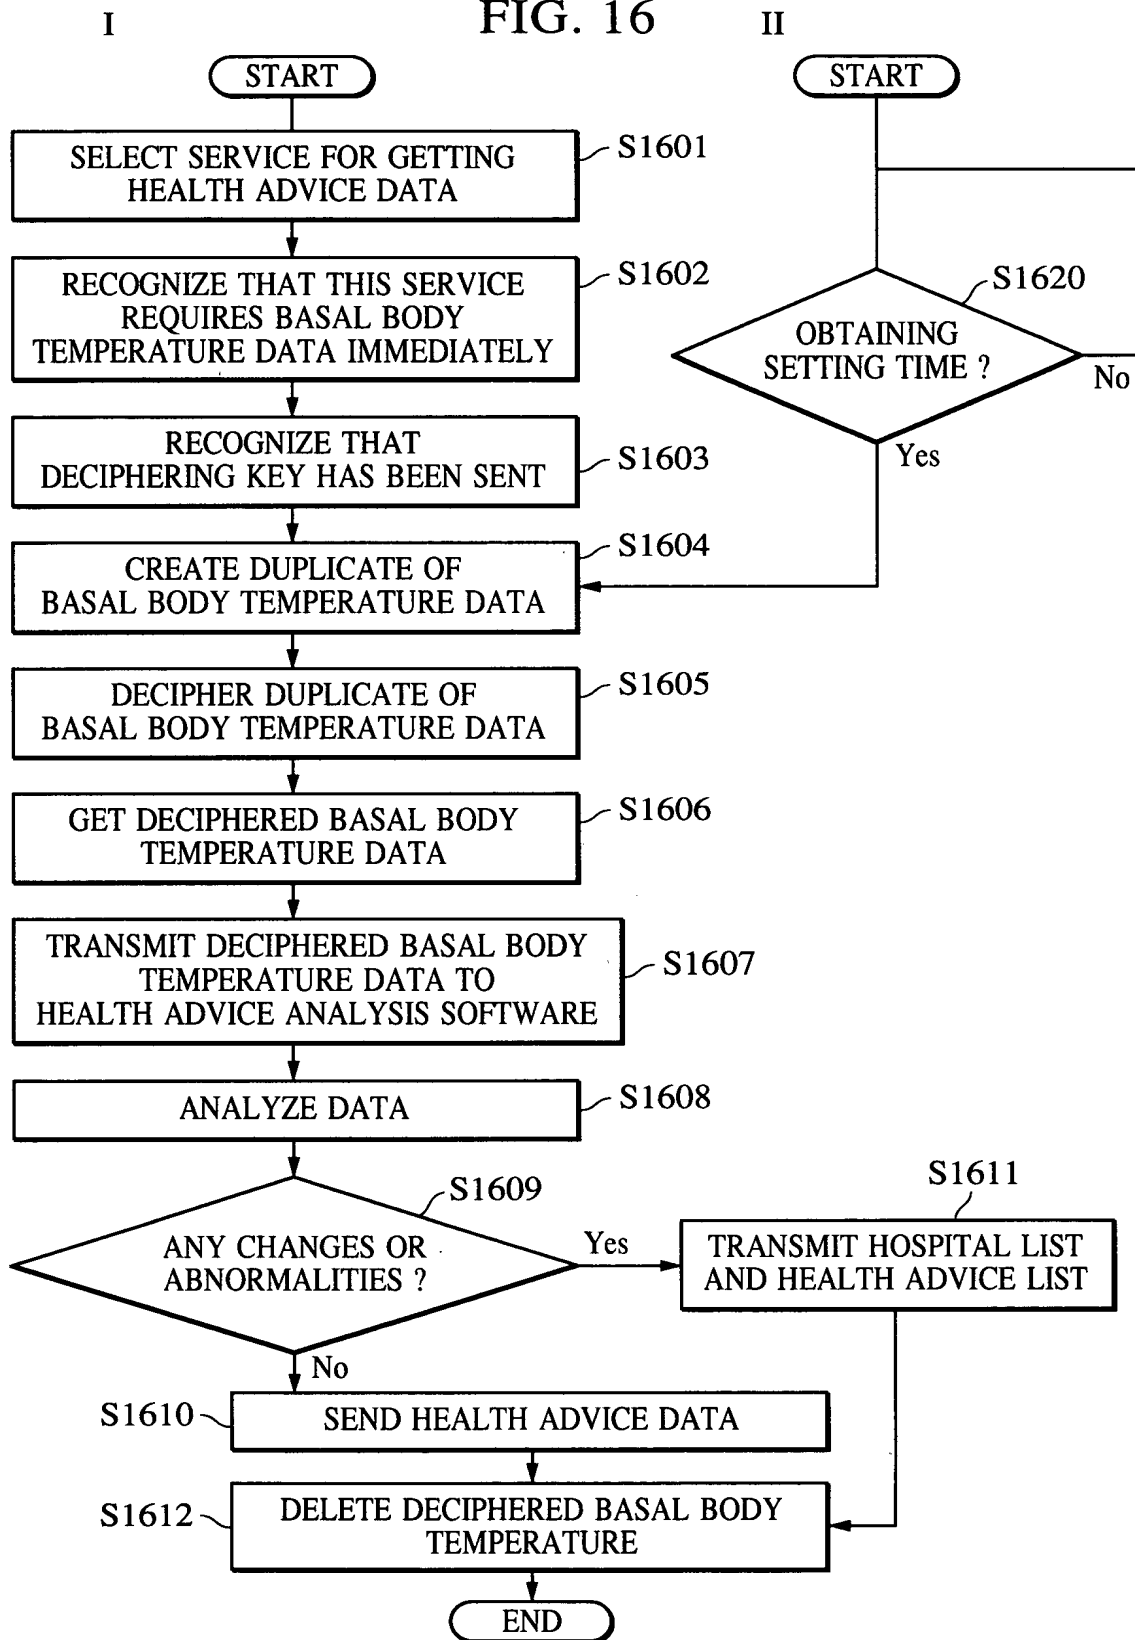 FIG. 16
I
II
START
SELECT SERVICE FOR GETTING
HEALTH ADVICE DATA
S1601
RECOGNIZE THAT THIS SERVICE
REQUIRES BASAL BODY
TEMPERATURE DATA IMMEDIATELY
S1602
RECOGNIZE THAT
DECIPHERING KEY HAS BEEN SENT
S1603
CREATE DUPLICATE OF
BASAL BODY TEMPERATURE DATA
S1604
DECIPHER DUPLICATE OF
BASAL BODY TEMPERATURE DATA
S1605
GET DECIPHERED BASAL BODY
TEMPERATURE DATA
S1606
TRANSMIT DECIPHERED BASAL BODY
TEMPERATURE DATA TO
HEALTH ADVICE ANALYSIS SOFTWARE
S1607
ANALYZE DATA
S1608
ANY CHANGES OR
ABNORMALITIES ?
S1609
Yes
No
TRANSMIT HOSPITAL LIST
AND HEALTH ADVICE LIST
S1611
S1610
SEND HEALTH ADVICE DATA
S1612
DELETE DECIPHERED BASAL BODY
TEMPERATURE
END
START
OBTAINING
SETTING TIME ?
S1620
No
Yes